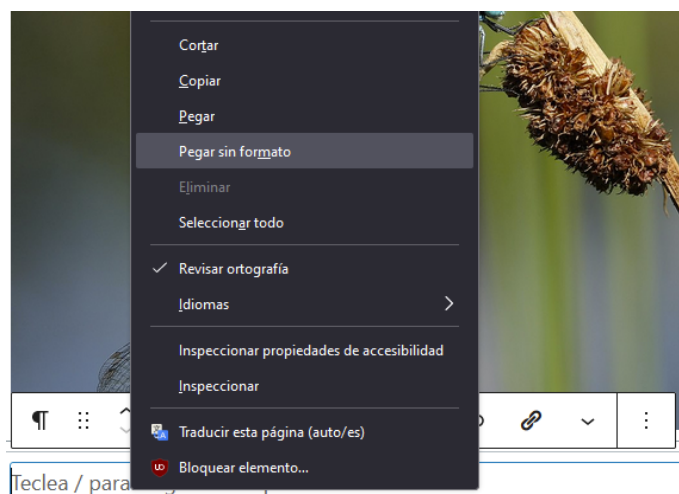 Cortar
Copiar
Pegar
Pegar sin formato
Eliminar
Seleccionar todo
Revisar ortografía
Idiomas
Inspeccionar propiedades de accesibilidad
Inspeccionar
Traducir esta página (auto/es)
Bloquear elemento...
Teclea / para